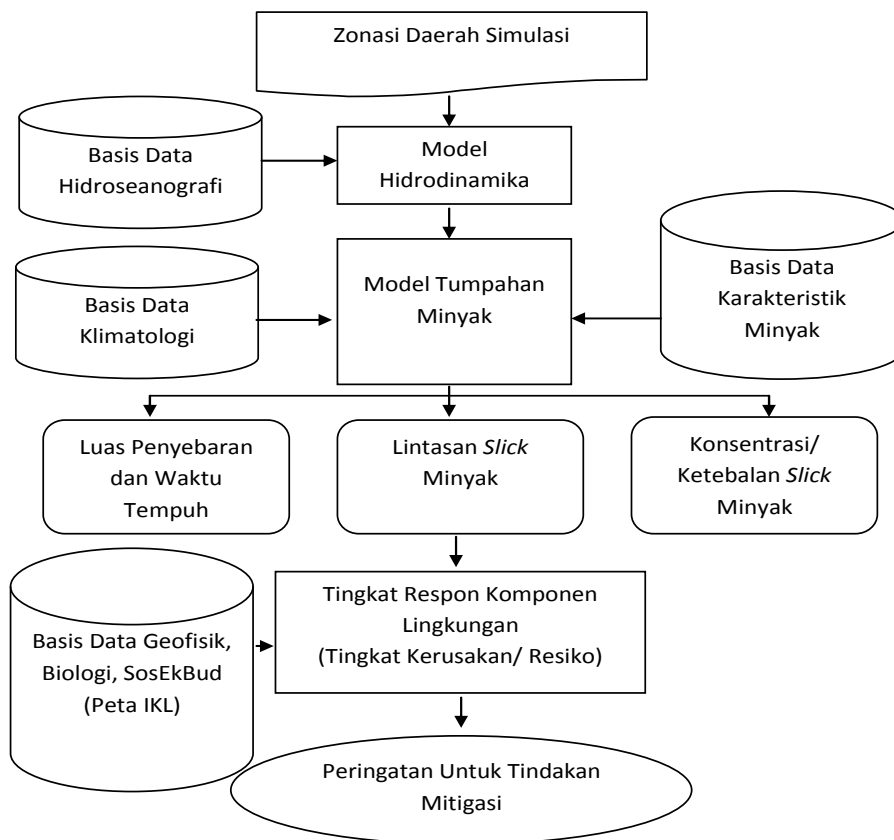 Zonasi Daerah Simulasi
Basis Data
Hidroseanografi
Model
Hidrodinamika
Basis Data
Klimatologi
Model Tumpahan
Minyak
Basis Data
Karakteristik
Minyak
Luas Penyebaran
dan Waktu
Tempuh
Lintasan Slick
Minyak
Konsentrasi/
Ketebalan Slick
Minyak
Basis Data Geofisik,
Biologi, SosEkBud
(Peta IKL)
Tingkat Respon Komponen
Lingkungan
(Tingkat Kerusakan/ Resiko)
Peringatan Untuk Tindakan
Mitigasi